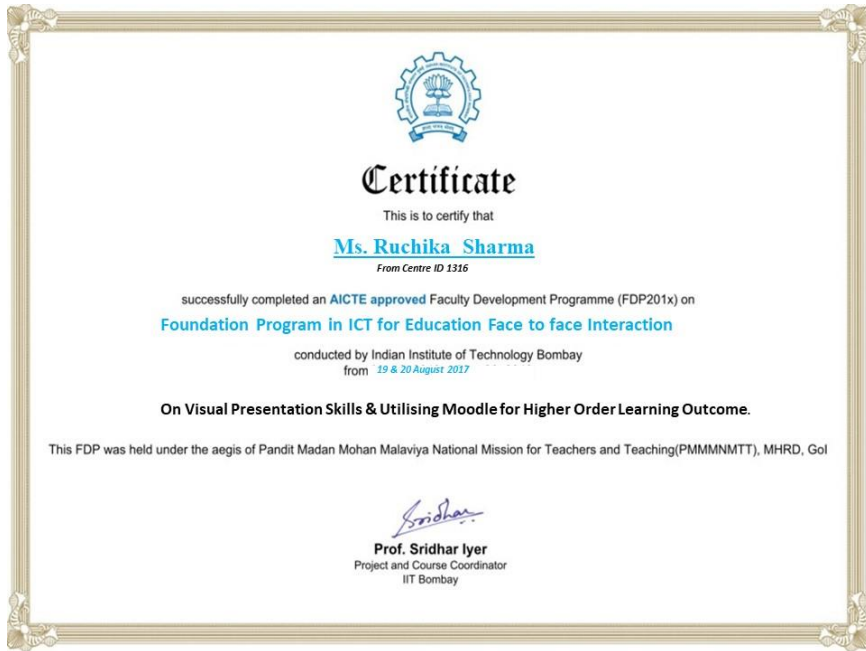 Certificate
This is to certify that
Ms. Ruchika Sharma
From Centre ID 1316
successfully completed an AICTE approved Faculty Development Programme (FDP201x) on
Foundation Program in ICT for Education Face to face Interaction
conducted by Indian Institute of Technology Bombay
from 19 & 20 August 2017
On Visual Presentation Skills & Utilising Moodle for Higher Order Learning Outcome.
This FDP was held under the aegis of Pandit Madan Mohan Malaviya National Mission for Teachers and Teaching(PMMMNMTT), MHRD, GoI
Sridhar
Prof. Sridhar Iyer
Project and Course Coordinator
IIT Bombay